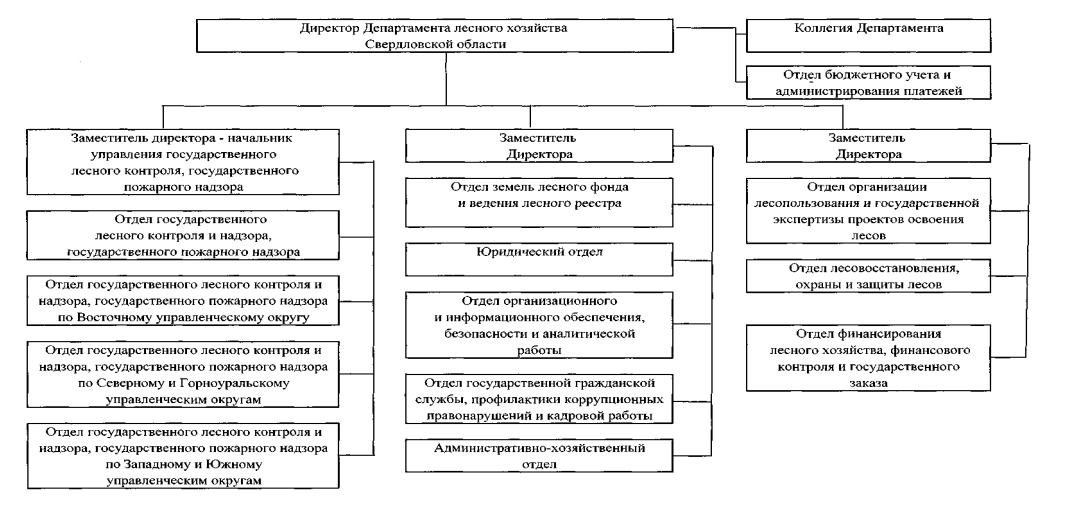 Директор Департамента лесного хозяйства
Свердловской области
Коллегия Департамента
Отдел бюджетного учета и
администрирования платежей
Заместитель директора - начальник
управления государственного
лесного контроля, государственного
пожарного надзора
Отдел государственного
лесного контроля и надзора,
государственного пожарного надзора
Отдел государственного лесного контроля и
надзора, государственного пожарного надзора
по Восточному управленческому округу
Отдел государственного лесного контроля и
надзора, государственного пожарного надзора
по Северному и Горноуральскому
управленческим округам
Отдел государственного лесного контроля и
надзора, государственного пожарного надзора
по Западному и Южному
управленческим округам
Заместитель
Директора
Отдел земель лесного фонда
и ведения лесного реестра
Юридический отдел
Отдел организационного
и информационного обеспечения,
безопасности и аналитической
работы
Отдел государственной гражданской
службы, профилактики коррупционных
правонарушений и кадровой работы
Административно-хозяйственный
отдел
Заместитель
Директора
Отдел организации
лесопользования и государственной
экспертизы проектов освоения
лесов
Отдел лесовосстановления,
охраны и защиты лесов
Отдел финансирования
лесного хозяйства, финансового
контроля и государственного
заказа